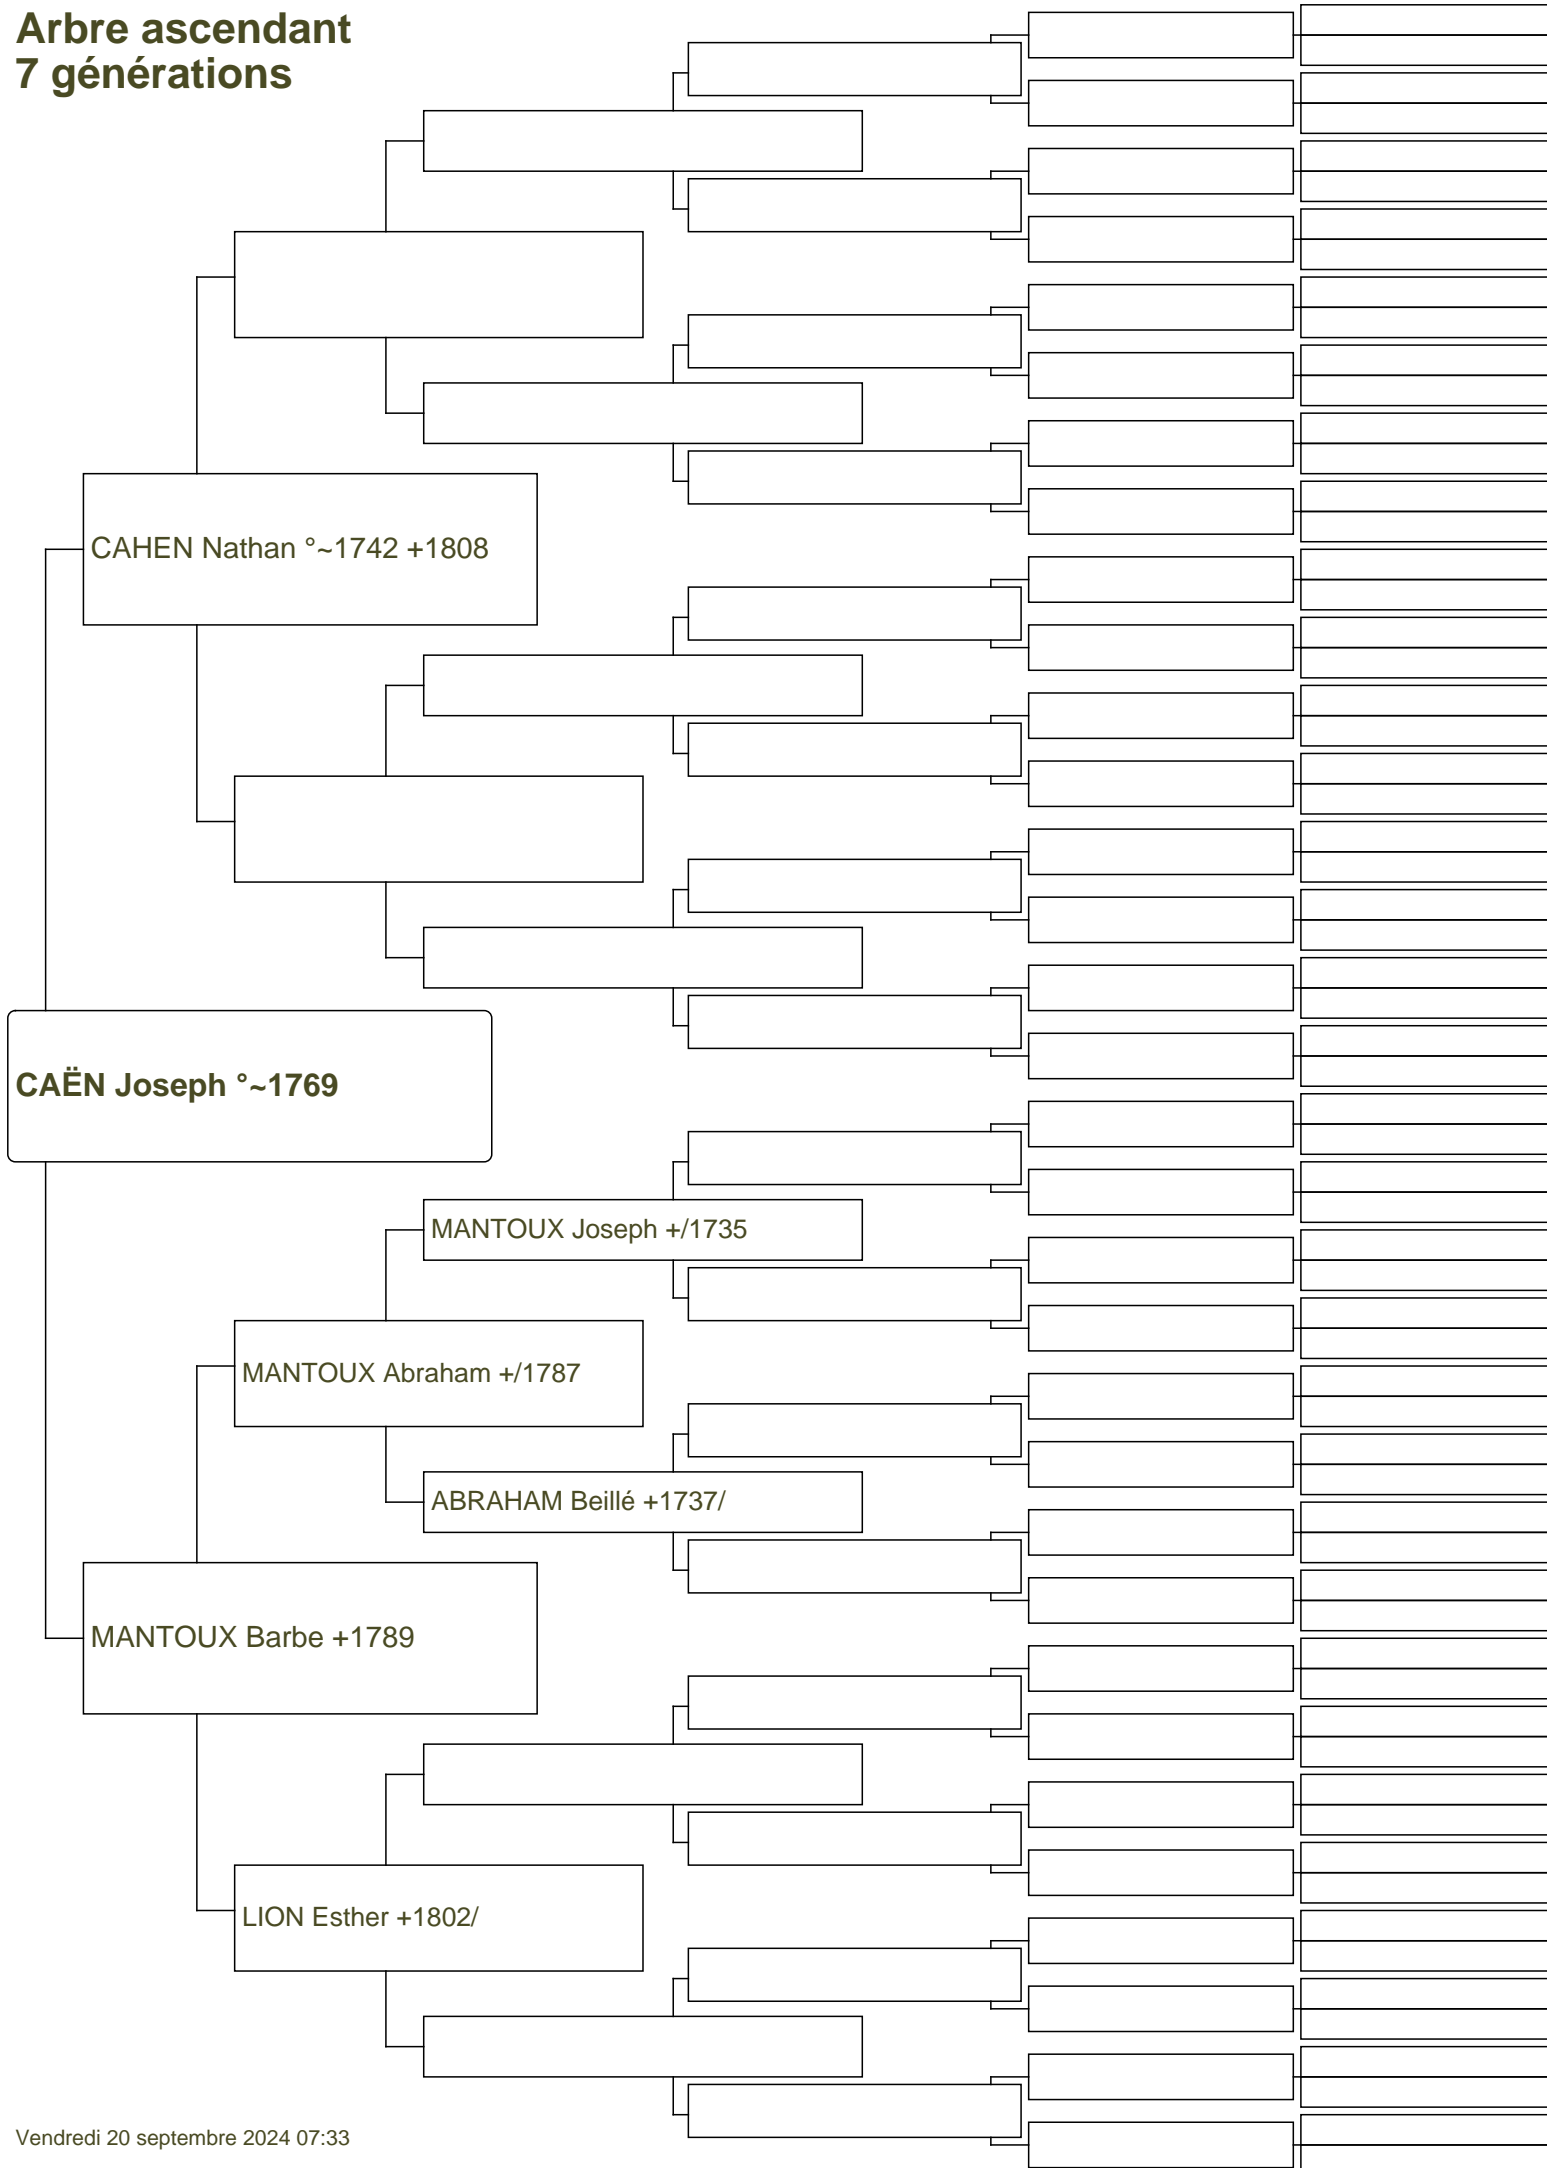 Arbre ascendant
7 générations
CAHEN Nathan °~1742 +1808
CAËN Joseph °~1769
MANTOUX Joseph +/1735
MANTOUX Abraham +/1787
ABRAHAM Beillé +1737/
MANTOUX Barbe +1789
LION Esther +1802/
Vendredi 20 septembre 2024 07:33